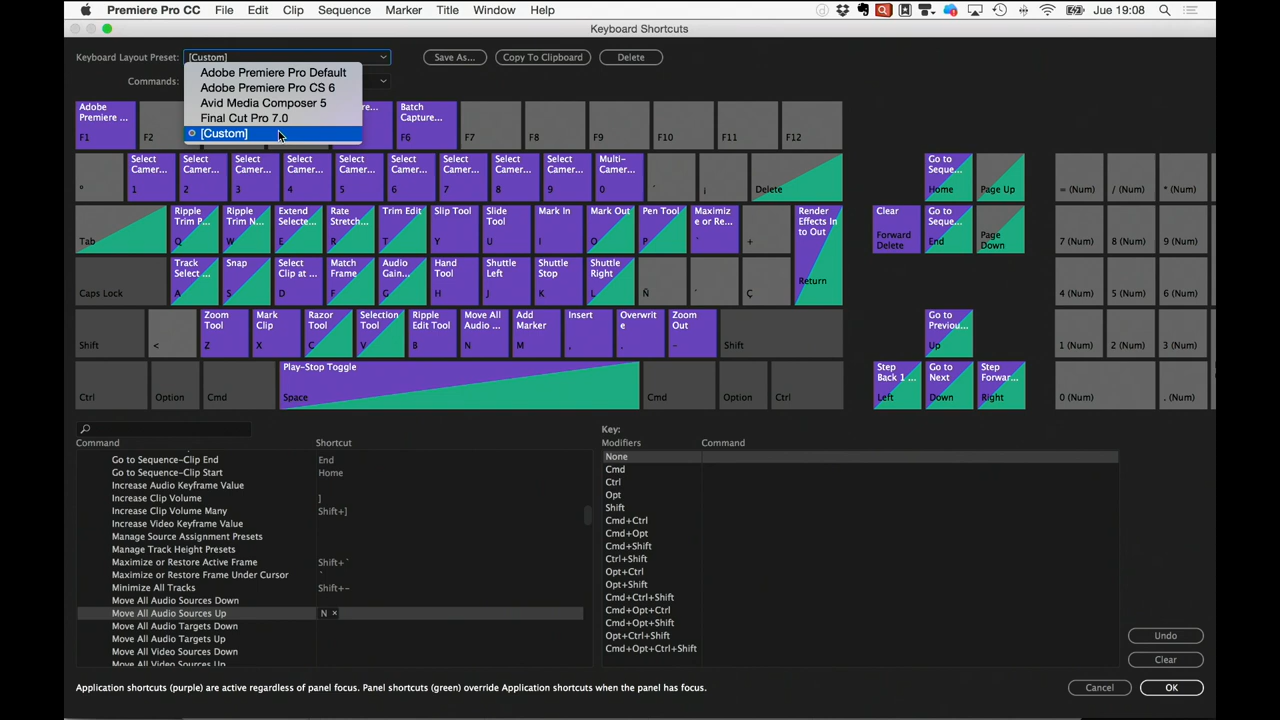 Premiere Pro CC File Edit Clip Sequence Marker Title Window Help Jue 19:08
Keyboard Shortcuts
Keyboard Layout Preset: [Custom] Save As... Copy To Clipboard Delete
Adobe Premiere Pro Default
Commands:
Adobe Premiere Pro CS 6
Avid Media Composer 5
Final Cut Pro 7.0
[Custom]
Adobe Premiere ... Batch Capture...
F1 F2 F6 F7 F8 F9 F10 F11 F12
Select Camer... Select Camer... Select Camer... Select Camer... Select Camer... Select Camer... Select Camer... Select Camer... Select Camer... Multi-Camer... Go to Seque...
º 1 2 3 4 5 6 7 8 9 0 ´ ¡ Delete Home Page Up = (Num) / (Num) * (Num)
Ripple Trim P... Ripple Trim N... Extend Selecte... Rate Stretch... Trim Edit Slip Tool Slide Tool Mark In Mark Out Pen Tool Maximize or Re... Render Effects In to Out Clear Go to Seque...
Tab Q W E R T Y U I O P ` + Forward Delete End Page Down 7 (Num) 8 (Num) 9 (Num)
Track Select ... Snap Select Clip at ... Match Frame Audio Gain... Hand Tool Shuttle Left Shuttle Stop Shuttle Right
Caps Lock A S D F G H J K L Ñ ´ Ç Return 4 (Num) 5 (Num) 6 (Num)
Zoom Tool Mark Clip Razor Tool Selection Tool Ripple Edit Tool Move All Audio ... Add Marker Insert Overwrite Zoom Out Go to Previou...
Shift < Z X C V B N M , . - Shift Up 1 (Num) 2 (Num) 3 (Num)
Play-Stop Toggle Step Back 1 ... Go to Next Step Forwar...
Ctrl Option Cmd Space Cmd Option Ctrl Left Down Right 0 (Num) . (Num)
Command Shortcut
Go to Sequence-Clip End End
Go to Sequence-Clip Start Home
Increase Audio Keyframe Value
Increase Clip Volume ]
Increase Clip Volume Many Shift+]
Increase Video Keyframe Value
Manage Source Assignment Presets
Manage Track Height Presets
Maximize or Restore Active Frame Shift+`
Maximize or Restore Frame Under Cursor `
Minimize All Tracks Shift+-
Move All Audio Sources Down
Move All Audio Sources Up N ×
Move All Audio Targets Down
Move All Audio Targets Up
Move All Video Sources Down
Move All Video Sources Up
Key:
Modifiers Command
None
Cmd
Ctrl
Opt
Shift
Cmd+Ctrl
Cmd+Opt
Cmd+Shift
Ctrl+Shift
Opt+Ctrl
Opt+Shift
Cmd+Ctrl+Shift
Cmd+Opt+Ctrl
Cmd+Opt+Shift
Opt+Ctrl+Shift
Cmd+Opt+Ctrl+Shift
Undo
Clear
Application shortcuts (purple) are active regardless of panel focus. Panel shortcuts (green) override Application shortcuts when the panel has focus.
Cancel OK